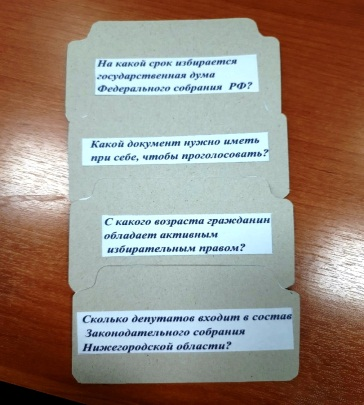 На какой срок избирается
государственная дума
Федерального собрания РФ?
Какой документ нужно иметь
при себе, чтобы проголосовать?
С какого возраста гражданин
обладает активным
избирательным правом?
Сколько депутатов входит в состав
Законодательного собрания
Нижегородской области?